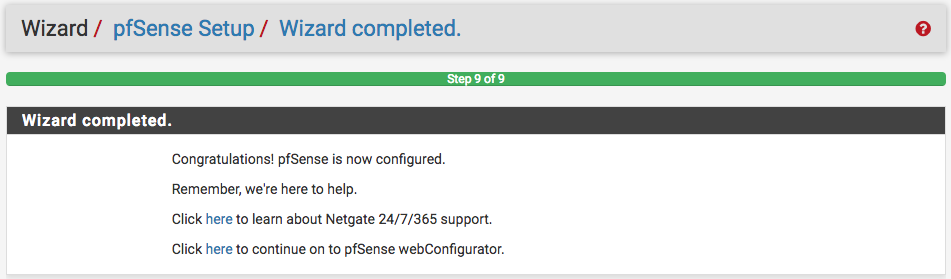 Wizard / pfSense Setup / Wizard completed.
Step 9 of 9
Wizard completed.
Congratulations! pfSense is now configured.
Remember, we're here to help.
Click here to learn about Netgate 24/7/365 support.
Click here to continue on to pfSense webConfigurator.